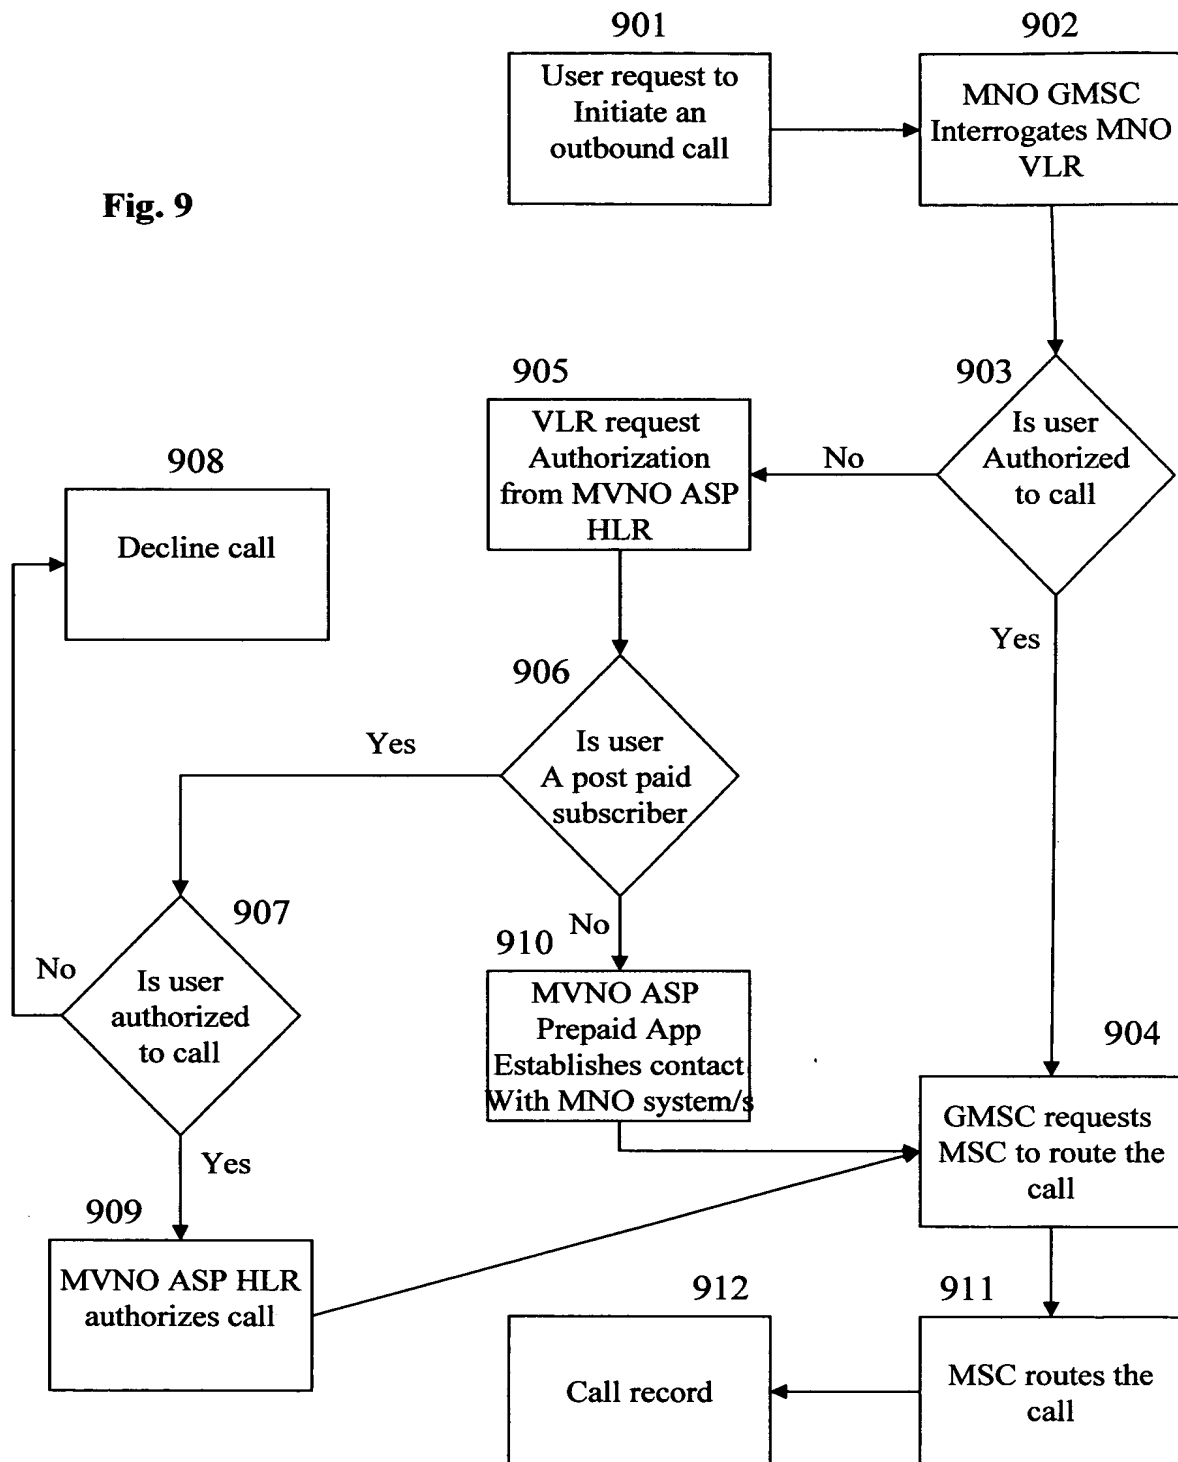 901
User request to
Initiate an
outbound call
902
MNO GMSC
Interrogates MNO
VLR
Fig. 9
903
Is user
Authorized
to call
No
Yes
905
VLR request
Authorization
from MVNO ASP
HLR
908
Decline call
906
Is user
A post paid
subscriber
Yes
No
907
Is user
authorized
to call
No
Yes
910
MVNO ASP
Prepaid App
Establishes contact
With MNO system/s
904
GMSC requests
MSC to route the
call
909
MVNO ASP HLR
authorizes call
912
Call record
911
MSC routes the
call